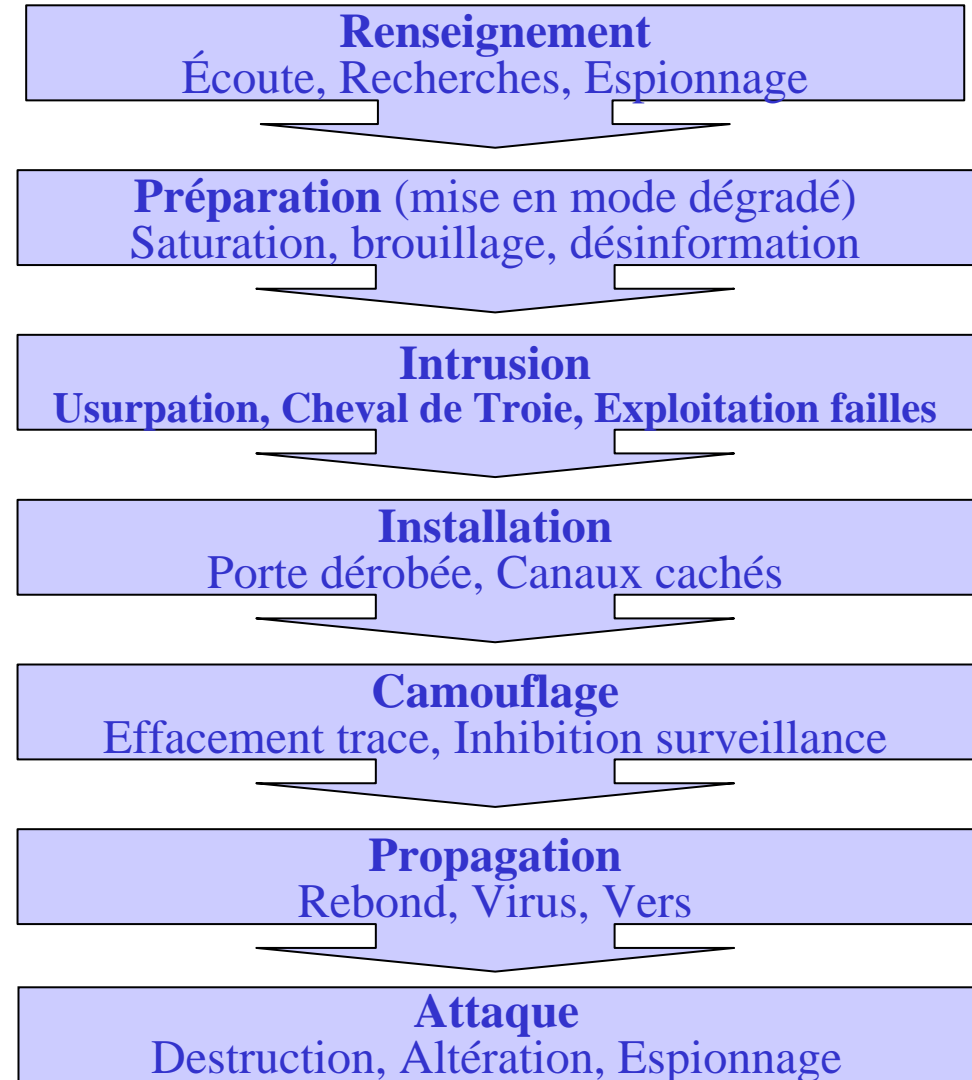 Renseignement
Écoute, Recherches, Espionnage
Préparation (mise en mode dégradé)
Saturation, brouillage, désinformation
Intrusion
Usurpation, Cheval de Troie, Exploitation failles
Installation
Porte dérobée, Canaux cachés
Camouflage
Effacement trace, Inhibition surveillance
Propagation
Rebond, Virus, Vers
Attaque
Destruction, Altération, Espionnage